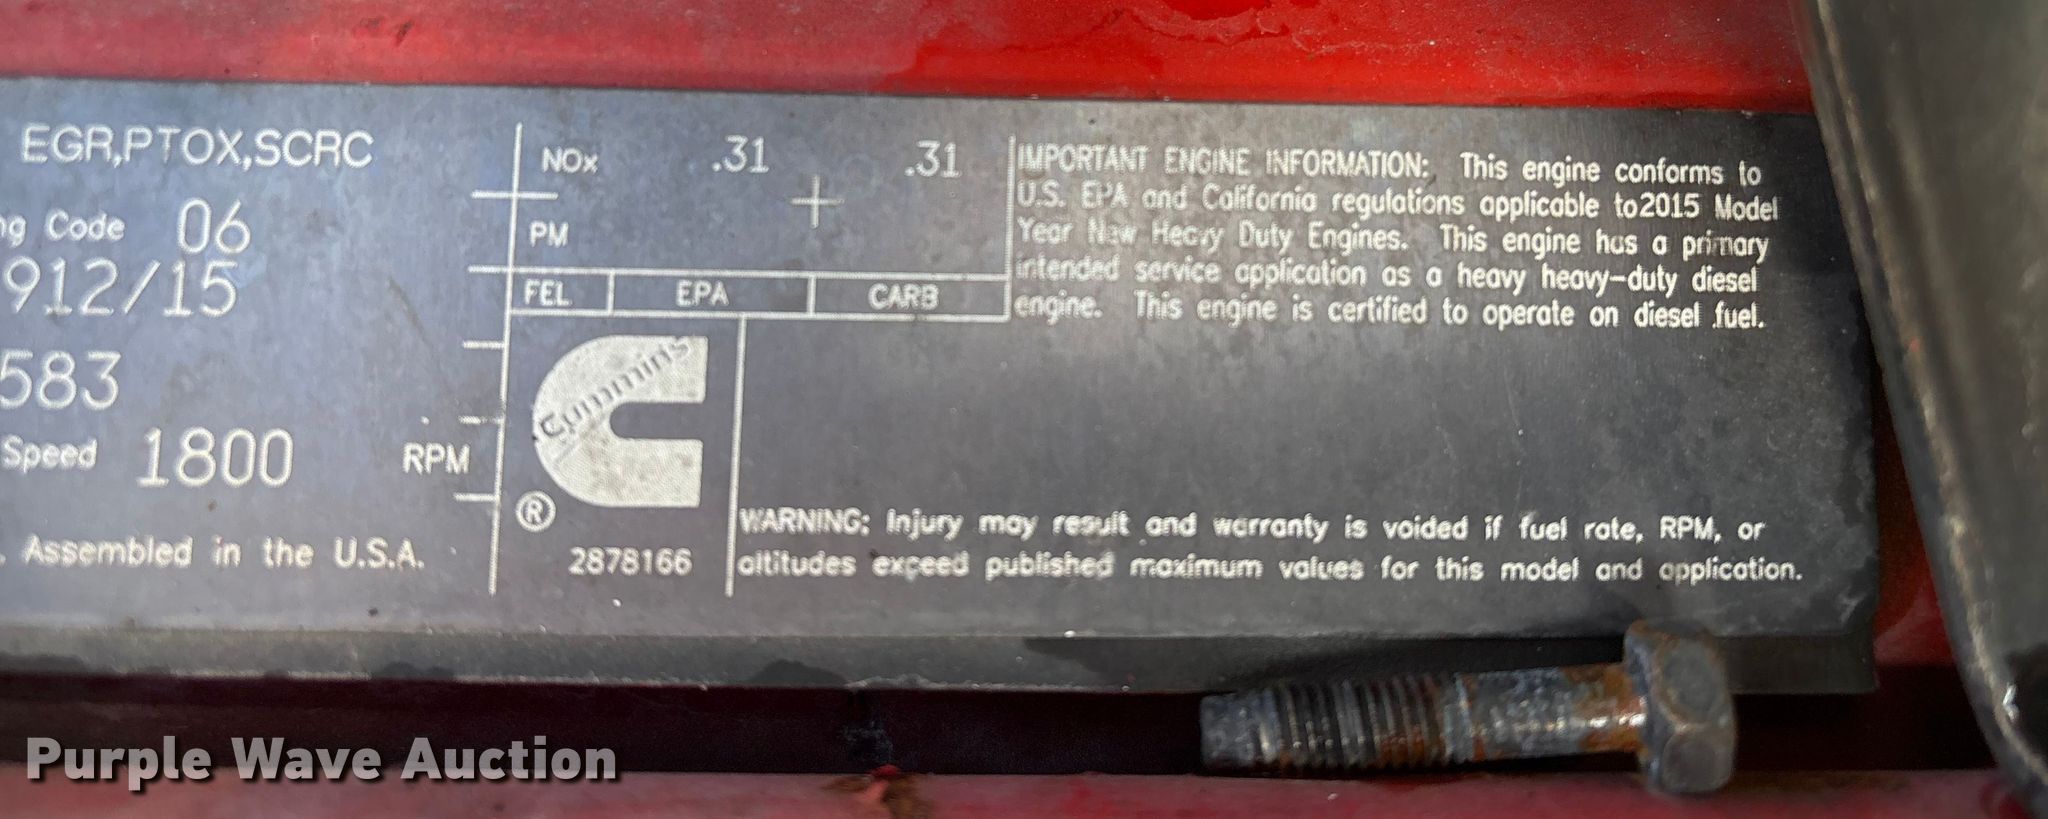 EGR,PTOX,SCRC
ng Code 06
912/15
583
Speed 1800 RPM
. Assembled in the U.S.A.
NOx .31 .31
PM
FEL EPA CARB
Cummins
®
2878166
IMPORTANT ENGINE INFORMATION: This engine conforms to
U.S. EPA and California regulations applicable to2015 Model
Year New Heavy Duty Engines. This engine has a primary
intended service application as a heavy heavy-duty diesel
engine. This engine is certified to operate on diesel fuel.
WARNING: Injury may result and warranty is voided if fuel rate, RPM, or
altitudes exceed published maximum values for this model and application.
Purple Wave Auction